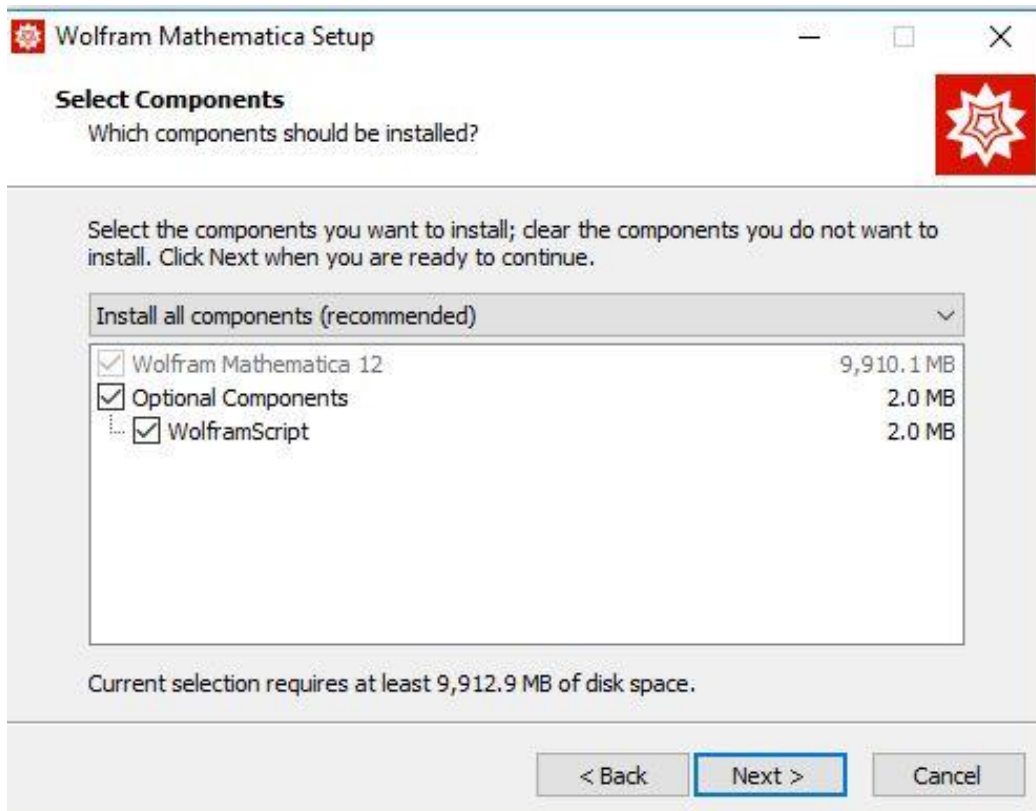 Wolfram Mathematica Setup
Select Components
Which components should be installed?
Select the components you want to install; clear the components you do not want to
install. Click Next when you are ready to continue.
Install all components (recommended)
Wolfram Mathematica 12 9,910.1 MB
Optional Components 2.0 MB
WolframScript 2.0 MB
Current selection requires at least 9,912.9 MB of disk space.
< Back Next > Cancel